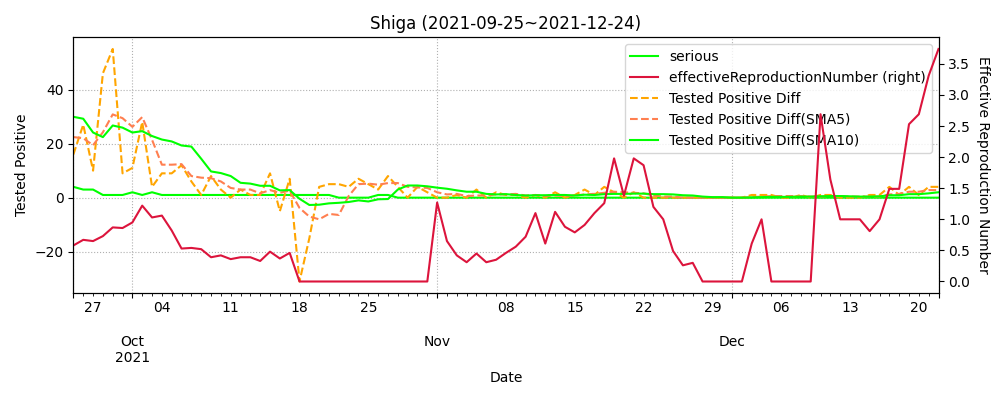 Shiga (2021-09-25~2021-12-24)
serious
effectiveReproductionNumber (right)
Tested Positive Diff
Tested Positive Diff(SMA5)
Tested Positive Diff(SMA10)
Tested Positive
40
20
0
−20
3.5
3.0
2.5
2.0
1.5
1.0
0.5
0.0
Effective Reproduction Number
27 04 11 18 25 08 15 22 29 06 13 20
Oct Nov Dec
2021
Date